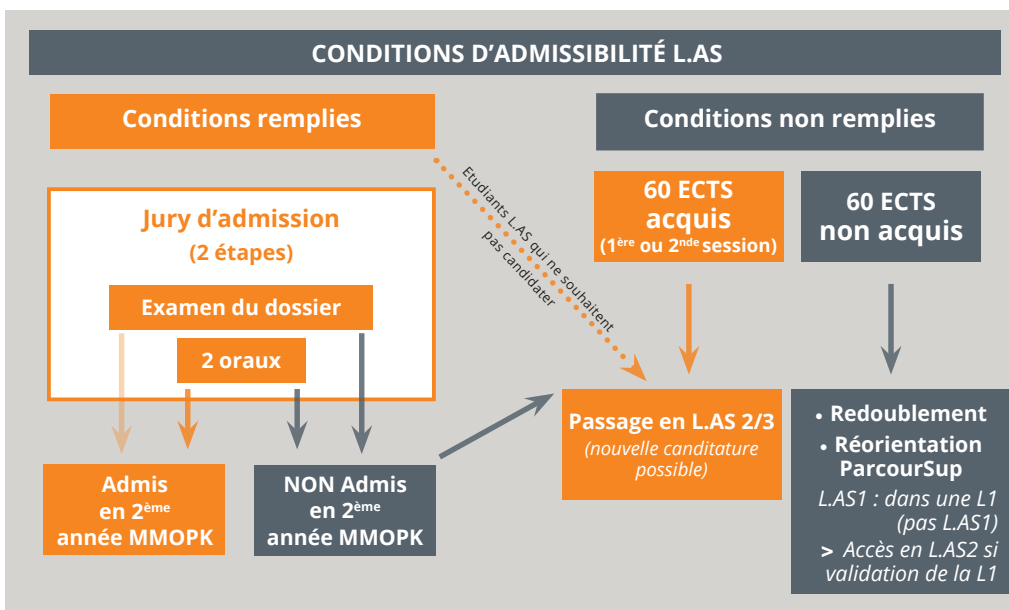 CONDITIONS D'ADMISSIBILITÉ L.AS
Conditions remplies
Conditions non remplies
Etudiants L.AS qui ne souhaitent
pas candidater
Jury d'admission
(2 étapes)
Examen du dossier
2 oraux
60 ECTS
acquis
(1ère ou 2nde session)
60 ECTS
non acquis
Admis
en 2ème
année MMOPK
NON Admis
en 2ème
année MMOPK
Passage en L.AS 2/3
(nouvelle canditature
possible)
• Redoublement
• Réorientation
ParcourSup
L.AS1 : dans une L1
(pas L.AS1)
> Accès en L.AS2 si
validation de la L1